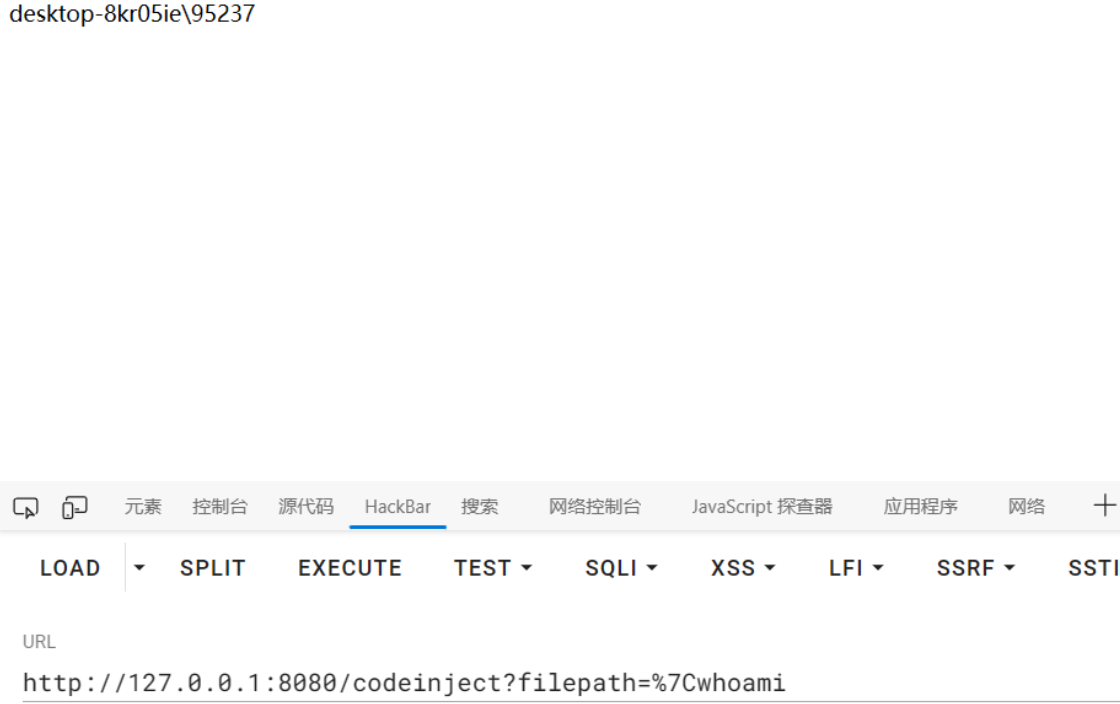 desktop-8kr05ie\95237
元素 控制台 源代码 HackBar 搜索 网络控制台 JavaScript 探查器 应用程序 网络
LOAD SPLIT EXECUTE TEST SQLI XSS LFI SSRF SSTI
URL
http://127.0.0.1:8080/codeinject?filepath=%7Cwhoami